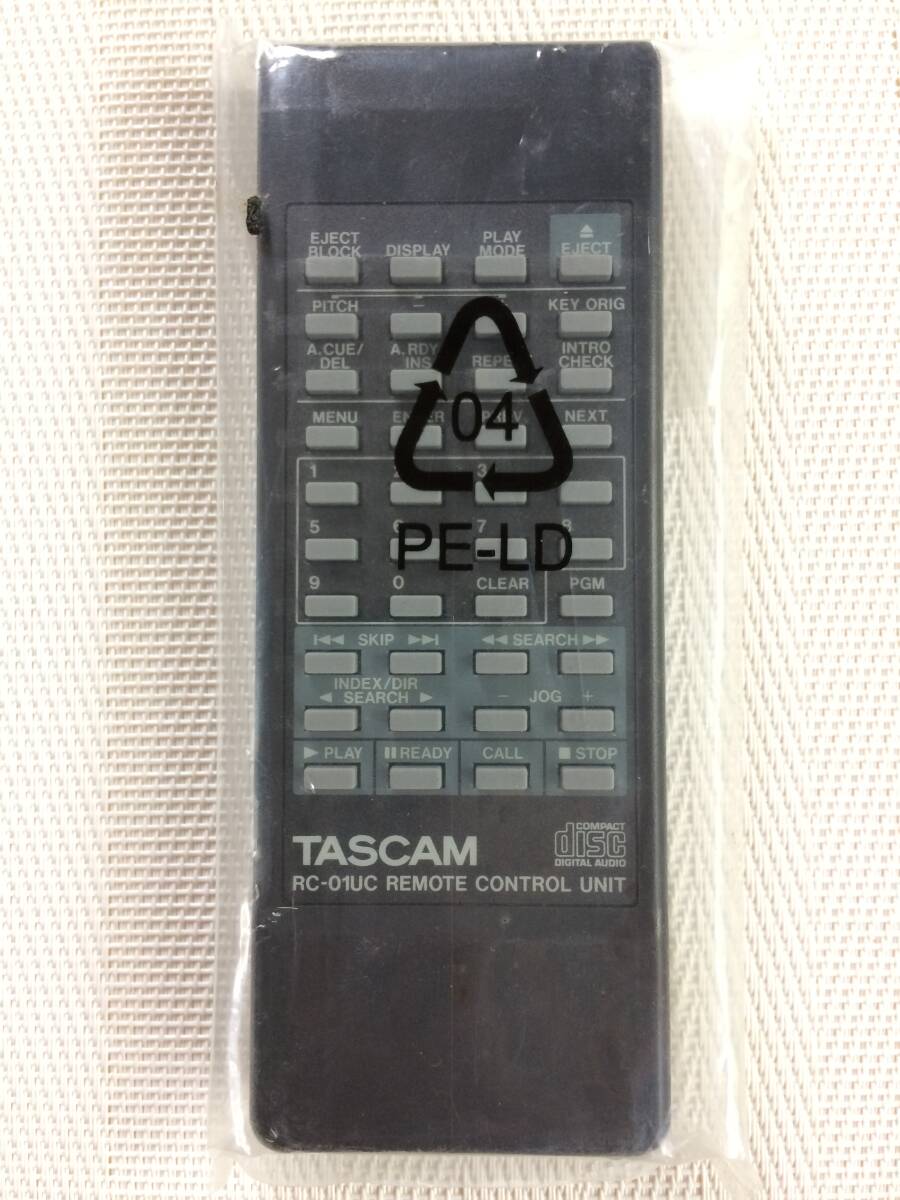 EJECT BLOCK DISPLAY PLAY MODE EJECT
PITCH − KEY ORIG
A.CUE/ DEL A.RDY INS INTRO CHECK
MENU NEXT
04
1 3
PE-LD
5 6 7 8
9 0 CLEAR PGM
SKIP SEARCH
INDEX/DIR
SEARCH − JOG +
PLAY READY CALL STOP
TASCAM
COMPACT
disc
DIGITAL AUDIO
RC-01UC REMOTE CONTROL UNIT